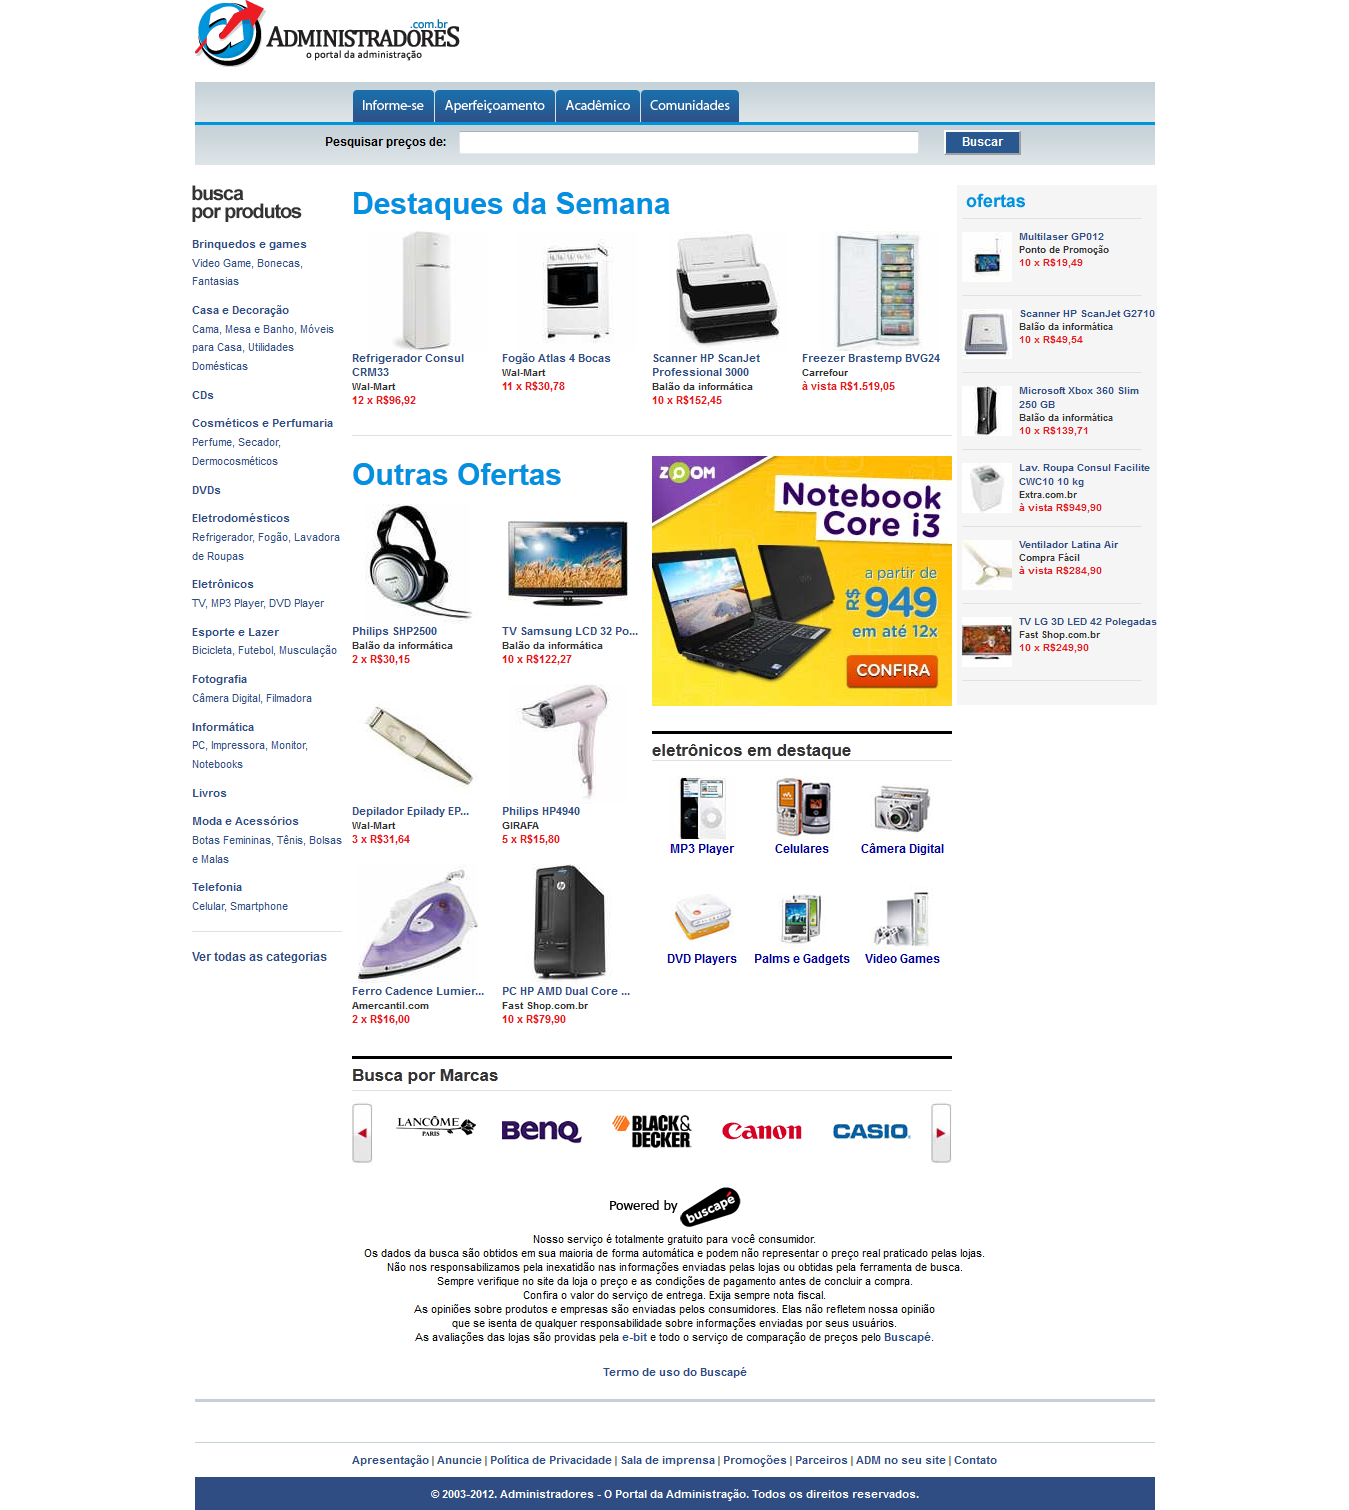 .com.br
ADMINISTRADORES
o portal da administração
Informe-se
Aperfeiçoamento
Acadêmico
Comunidades
Pesquisar preços de:
Buscar
busca
por produtos
Brinquedos e games
Video Game, Bonecas,
Fantasias
Casa e Decoração
Cama, Mesa e Banho, Móveis
para Casa, Utilidades
Domésticas
CDs
Cosméticos e Perfumaria
Perfume, Secador,
Dermocosméticos
DVDs
Eletrodomésticos
Refrigerador, Fogão, Lavadora
de Roupas
Eletrônicos
TV, MP3 Player, DVD Player
Esporte e Lazer
Bicicleta, Futebol, Musculação
Fotografia
Câmera Digital, Filmadora
Informática
PC, Impressora, Monitor,
Notebooks
Livros
Moda e Acessórios
Botas Femininas, Tênis, Bolsas
e Malas
Telefonia
Celular, Smartphone
Ver todas as categorias
Destaques da Semana
Refrigerador Consul
CRM33
Wal-Mart
12 x R$96,92
Fogão Atlas 4 Bocas
Wal-Mart
11 x R$30,78
Scanner HP ScanJet
Professional 3000
Balão da informática
10 x R$152,45
Freezer Brastemp BVG24
Carrefour
à vista R$1.519,05
Outras Ofertas
Philips SHP2500
Balão da informática
2 x R$30,15
TV Samsung LCD 32 Po...
Balão da informática
10 x R$122,27
Depilador Epilady EP...
Wal-Mart
3 x R$31,64
Philips HP4940
GIRAFA
5 x R$15,80
Ferro Cadence Lumier...
Amercantil.com
2 x R$16,00
PC HP AMD Dual Core ...
Fast Shop.com.br
10 x R$79,90
ZOOM
Notebook
Core i3
a partir de
R$ 949
em até 12x
CONFIRA
eletrônicos em destaque
MP3 Player
Celulares
Câmera Digital
DVD Players
Palms e Gadgets
Video Games
ofertas
Multilaser GP012
Ponto de Promoção
10 x R$19,49
Scanner HP ScanJet G2710
Balão da informática
10 x R$49,54
Microsoft Xbox 360 Slim
250 GB
Balão da informática
10 x R$139,71
Lav. Roupa Consul Facilite
CWC10 10 kg
Extra.com.br
à vista R$949,90
Ventilador Latina Air
Compra Fácil
à vista R$284,90
TV LG 3D LED 42 Polegadas
Fast Shop.com.br
10 x R$249,90
Busca por Marcas
LANCÔME
PARIS
BenQ
BLACK&
DECKER
Canon
CASIO
Powered by buscapé
Nosso serviço é totalmente gratuito para você consumidor.
Os dados da busca são obtidos em sua maioria de forma automática e podem não representar o preço real praticado pelas lojas.
Não nos responsabilizamos pela inexatidão nas informações enviadas pelas lojas ou obtidas pela ferramenta de busca.
Sempre verifique no site da loja o preço e as condições de pagamento antes de concluir a compra.
Confira o valor do serviço de entrega. Exija sempre nota fiscal.
As opiniões sobre produtos e empresas são enviadas pelos consumidores. Elas não refletem nossa opinião
que se isenta de qualquer responsabilidade sobre informações enviadas por seus usuários.
As avaliações das lojas são providas pela e-bit e todo o serviço de comparação de preços pelo Buscapé.
Termo de uso do Buscapé
Apresentação | Anuncie | Política de Privacidade | Sala de imprensa | Promoções | Parceiros | ADM no seu site | Contato
© 2003-2012. Administradores - O Portal da Administração. Todos os direitos reservados.